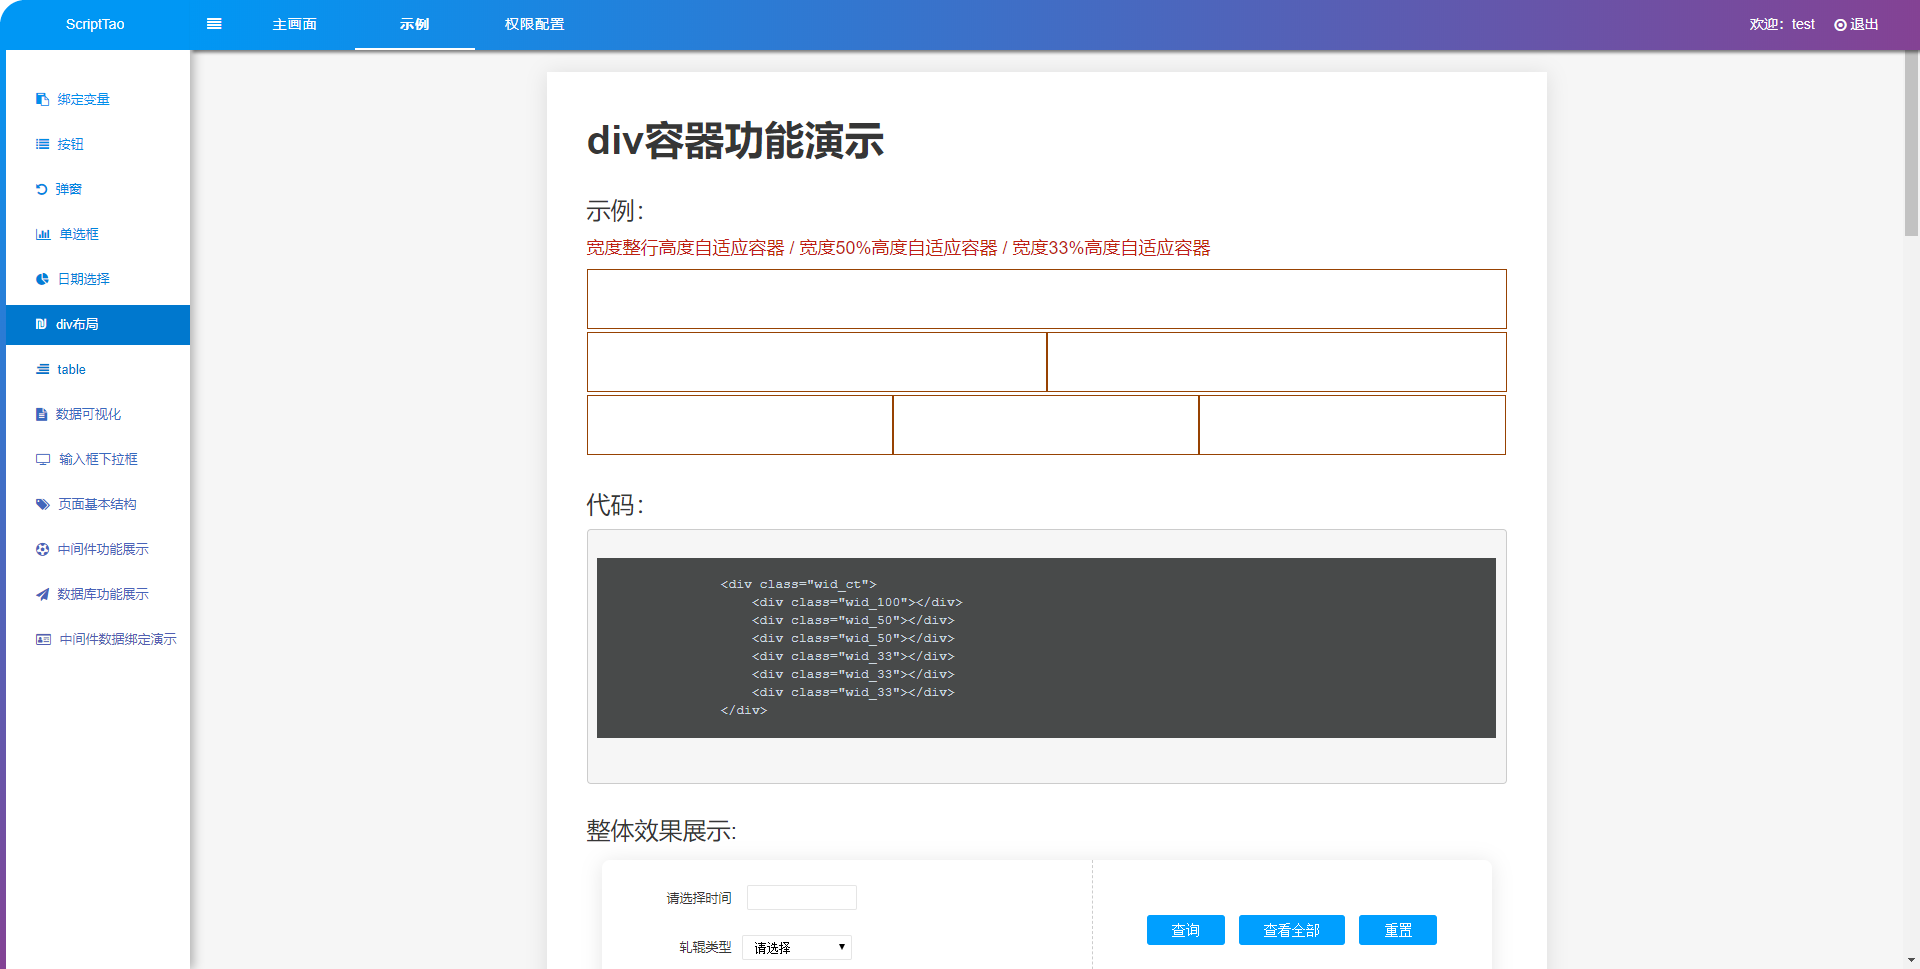 ScriptTao 主画面 示例 权限配置 欢迎：test 退出
绑定变量
按钮
弹窗
单选框
日期选择
div布局
table
数据可视化
输入框下拉框
页面基本结构
中间件功能展示
数据库功能展示
中间件数据绑定演示
div容器功能演示
示例：
宽度整行高度自适应容器 / 宽度50%高度自适应容器 / 宽度33%高度自适应容器
代码：
<div class="wid_ct">
<div class="wid_100"></div>
<div class="wid_50"></div>
<div class="wid_50"></div>
<div class="wid_33"></div>
<div class="wid_33"></div>
<div class="wid_33"></div>
</div>
整体效果展示:
请选择时间
轧辊类型 请选择
查询 查看全部 重置